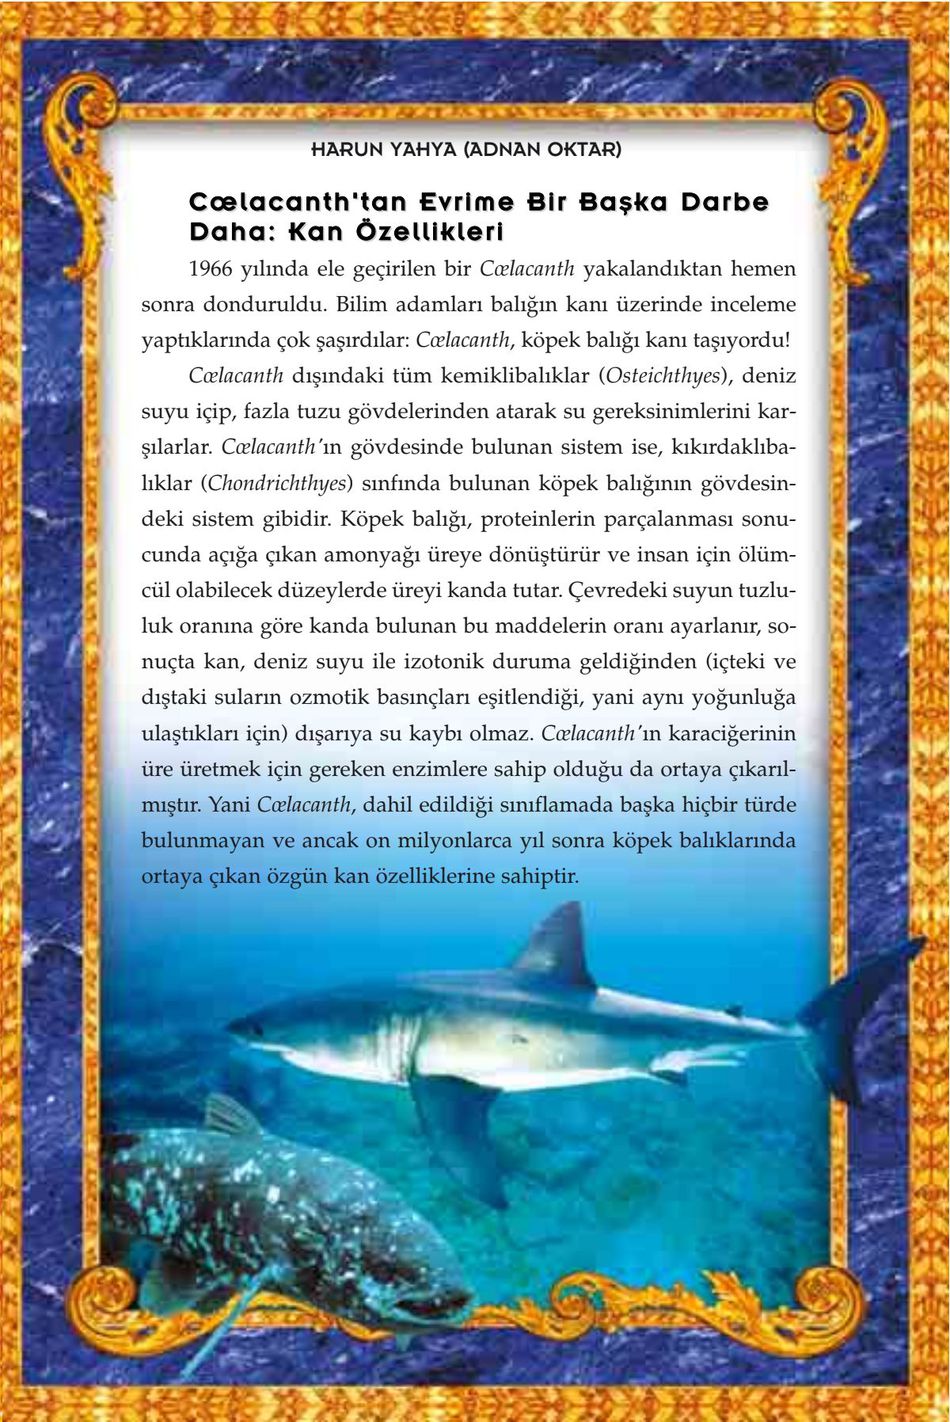 HARUN YAHYA (ADNAN OKTAR)
Cœlacanth'tan Evrime Bir Başka Darbe
Daha: Kan Özellikleri
1966 yılında ele geçirilen bir Cœlacanth yakalandıktan hemen
sonra donduruldu. Bilim adamları balığın kanı üzerinde inceleme
yaptıklarında çok şaşırdılar: Cœlacanth, köpek balığı kanı taşıyordu!
Cœlacanth dışındaki tüm kemiklibalıklar (Osteichthyes), deniz
suyu içip, fazla tuzu gövdelerinden atarak su gereksinimlerini kar-
şılarlar. Cœlacanth'ın gövdesinde bulunan sistem ise, kıkırdaklıba-
lıklar (Chondrichthyes) sınfında bulunan köpek balığının gövdesin-
deki sistem gibidir. Köpek balığı, proteinlerin parçalanması sonu-
cunda açığa çıkan amonyağı üreye dönüştürür ve insan için ölüm-
cül olabilecek düzeylerde üreyi kanda tutar. Çevredeki suyun tuzlu-
luk oranına göre kanda bulunan bu maddelerin oranı ayarlanır, so-
nuçta kan, deniz suyu ile izotonik duruma geldiğinden (içteki ve
dıştaki suların ozmotik basınçları eşitlendiği, yani aynı yoğunluğa
ulaştıkları için) dışarıya su kaybı olmaz. Cœlacanth'ın karaciğerinin
üre üretmek için gereken enzimlere sahip olduğu da ortaya çıkarıl-
mıştır. Yani Cœlacanth, dahil edildiği sınıflamada başka hiçbir türde
bulunmayan ve ancak on milyonlarca yıl sonra köpek balıklarında
ortaya çıkan özgün kan özelliklerine sahiptir.